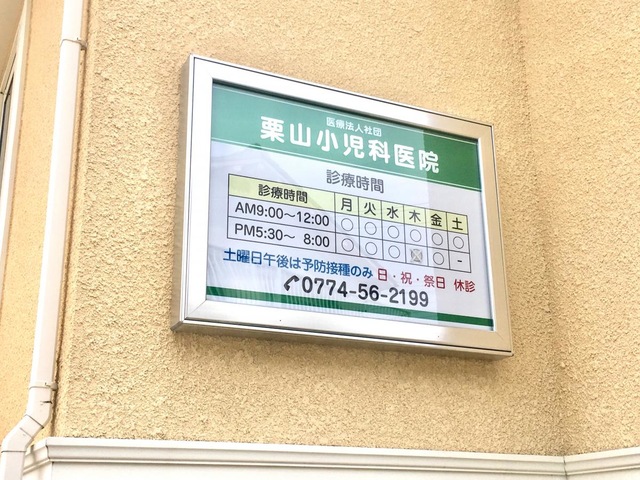 医療法人社団
栗山小児科医院
診療時間
診療時間 月 火 水 木 金 土
AM9:00〜12:00 ○ ○ ○ ○ ○ ○
PM5:30〜 8:00 ○ ○ ○ ☒ ○ -
土曜日午後は予防接種のみ 日・祝・祭日 休診
0774-56-2199